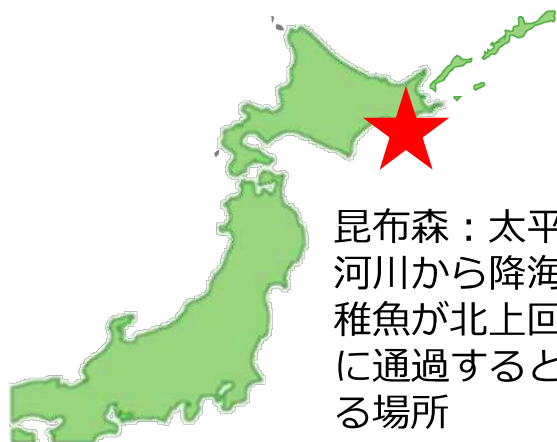 昆布森：太平
河川から降海
稚魚が北上回
に通過すると
る場所